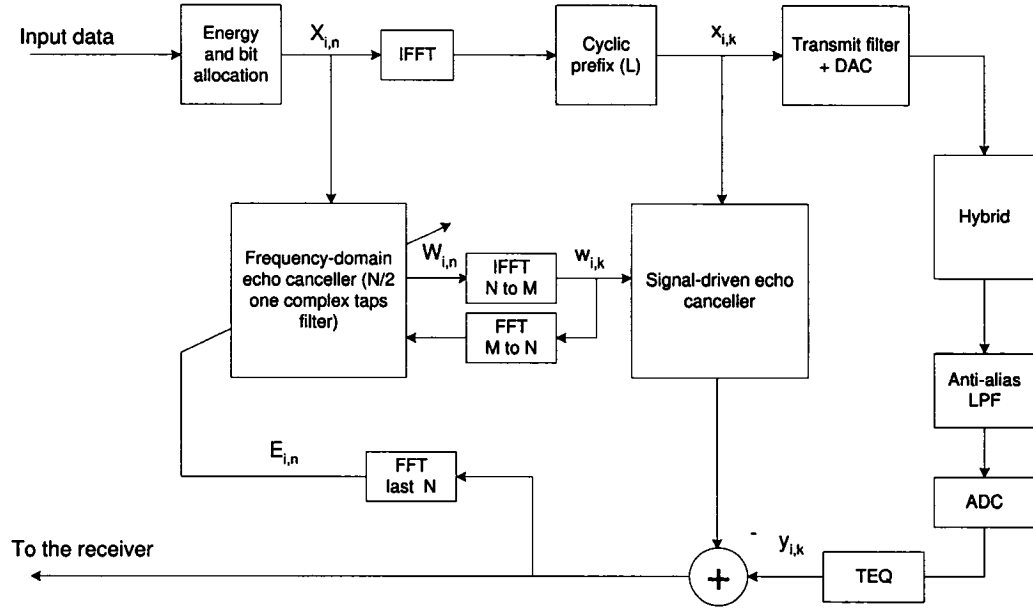 Input data
Energy
and bit
allocation
X_{i,n}
IFFT
Cyclic
prefix (L)
x_{i,k}
Transmit filter
+ DAC
Hybrid
Frequency-domain
echo canceller (N/2
one complex taps
filter)
W_{i,n}
IFFT
N to M
w_{i,k}
FFT
M to N
Signal-driven echo
canceller
Anti-alias
LPF
E_{i,n}
FFT
last N
ADC
To the receiver
-
y_{i,k}
+
TEQ